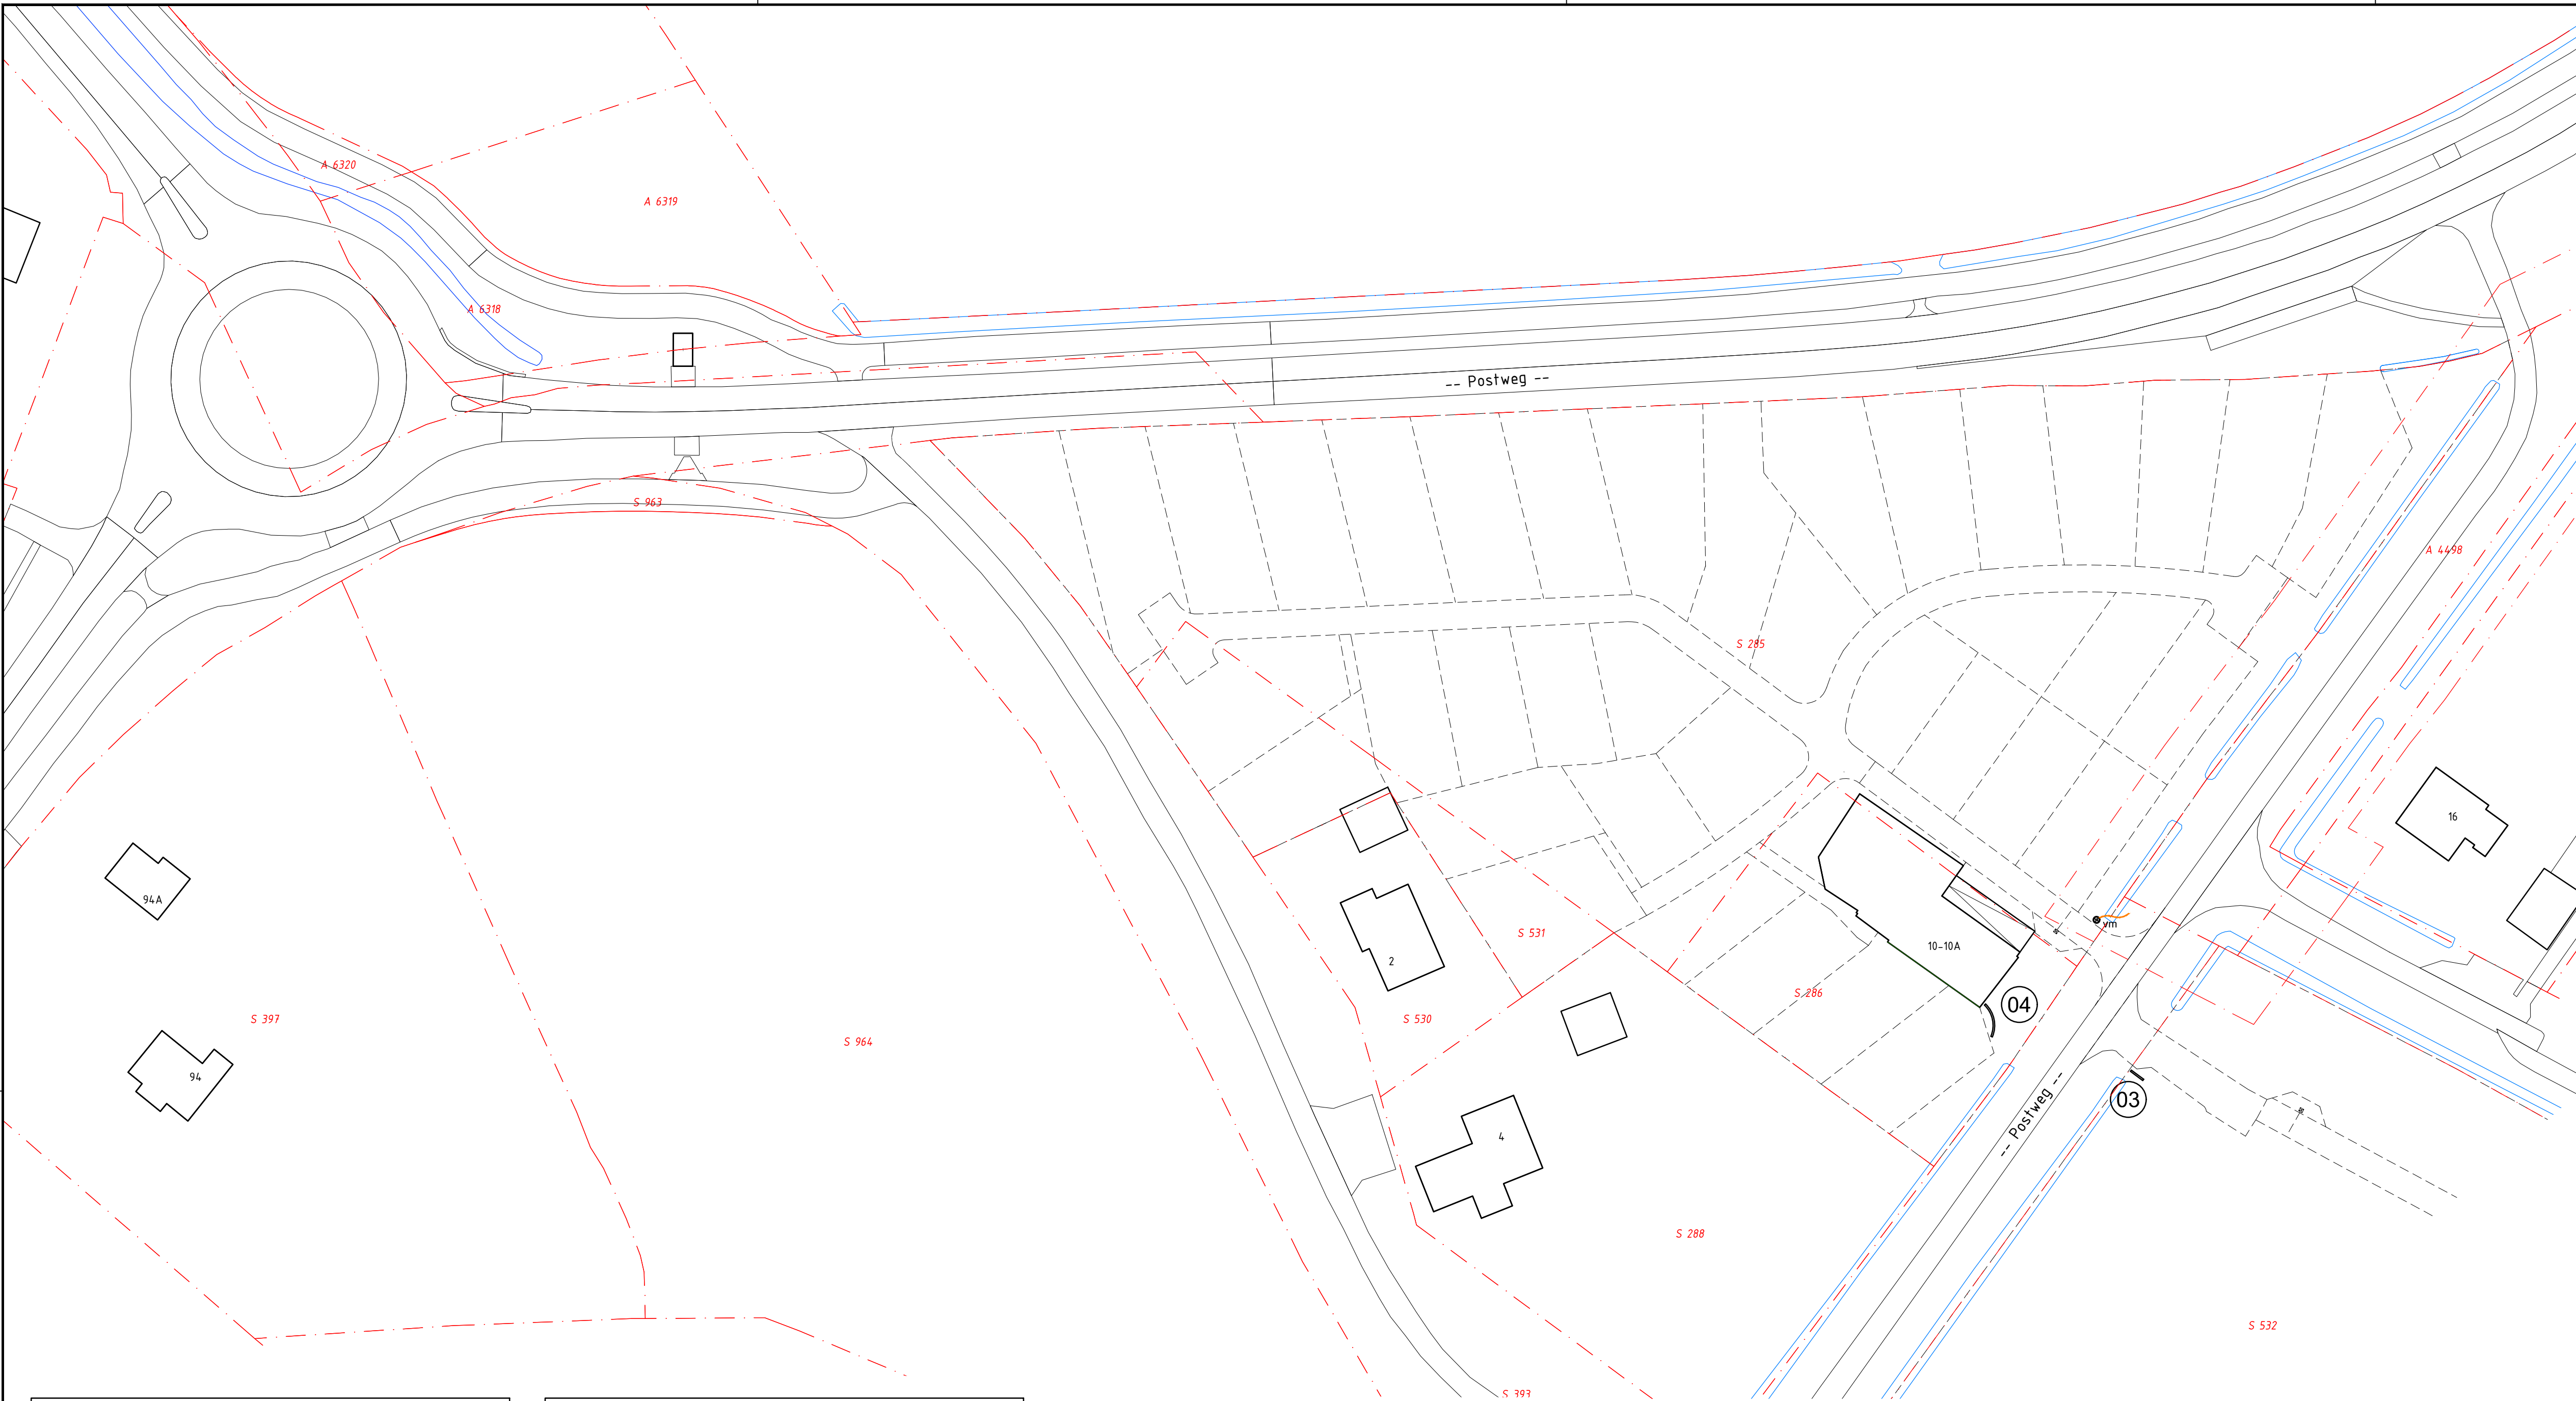 A 6320
A 6319
A 6318
-- Postweg --
S 963
A 4498
S 285
16
94A
vm
S 531
10-10A
2
S 286
04
S 397
S 530
S 964
94
03
-- Postweg --
4
S 288
S 532
S 393